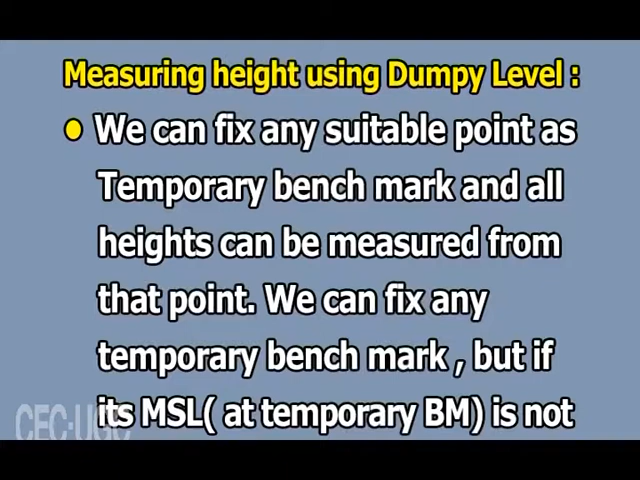 Measuring height using Dumpy Level :
We can fix any suitable point as
Temporary bench mark and all
heights can be measured from
that point. We can fix any
temporary bench mark , but if
its MSL( at temporary BM) is not
CEC-UGC